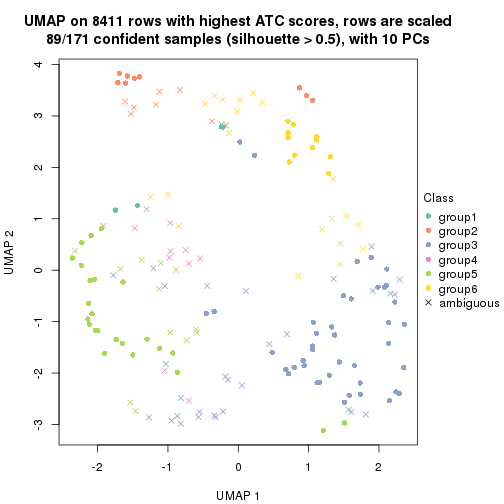 UMAP on 8411 rows with highest ATC scores, rows are scaled
89/171 confident samples (silhouette > 0.5), with 10 PCs
4
3
2
1
0
-1
-2
-3
UMAP 2
-2
-1
0
1
2
UMAP 1
Class
group1
group2
group3
group4
group5
group6
ambiguous